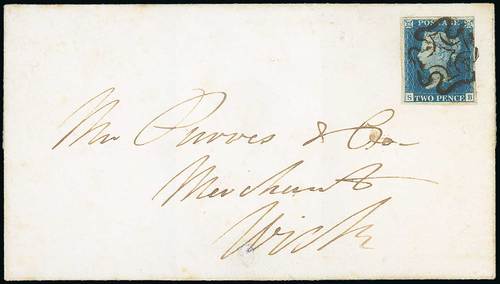 POSTAGE
S TWO PENCE B
Mr Purves & Co-
Merchants
Wick